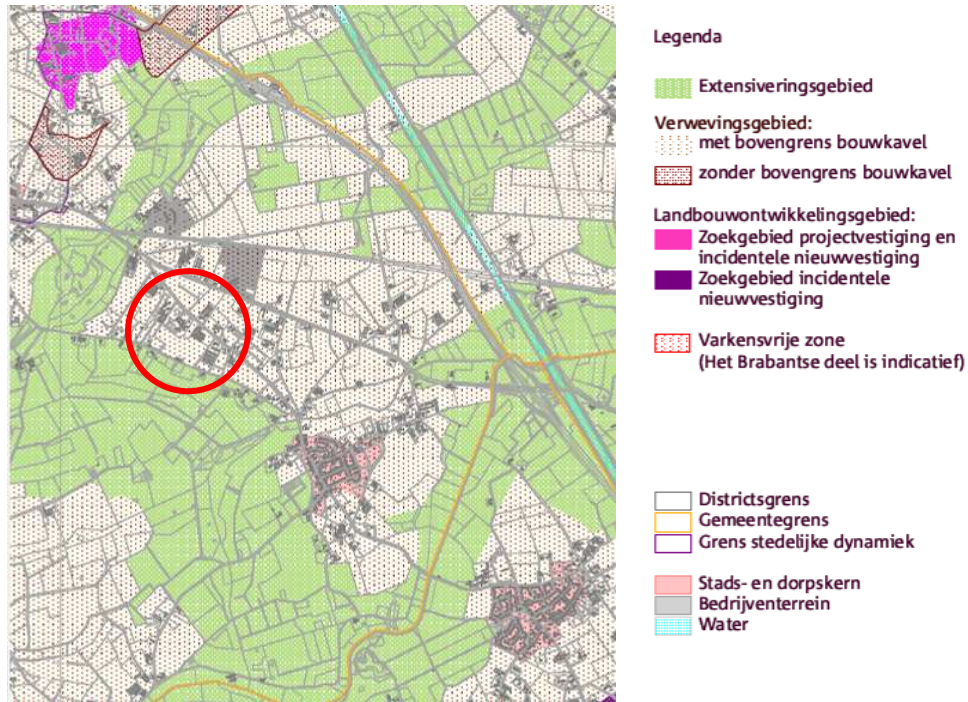 Legenda
Extensiveringsgebied
Verwevingsgebied:
met bovengrens bouwkavel
zonder bovengrens bouwkavel
Landbouwontwikkelingsgebied:
Zoekgebied projectvestiging en
incidentele nieuwvestiging
Zoekgebied incidentele
nieuwvestiging
Varkensvrije zone
(Het Brabantse deel is indicatief)
Districtsgrens
Gemeentegrens
Grens stedelijke dynamiek
Stads- en dorpskern
Bedrijventerrein
Water